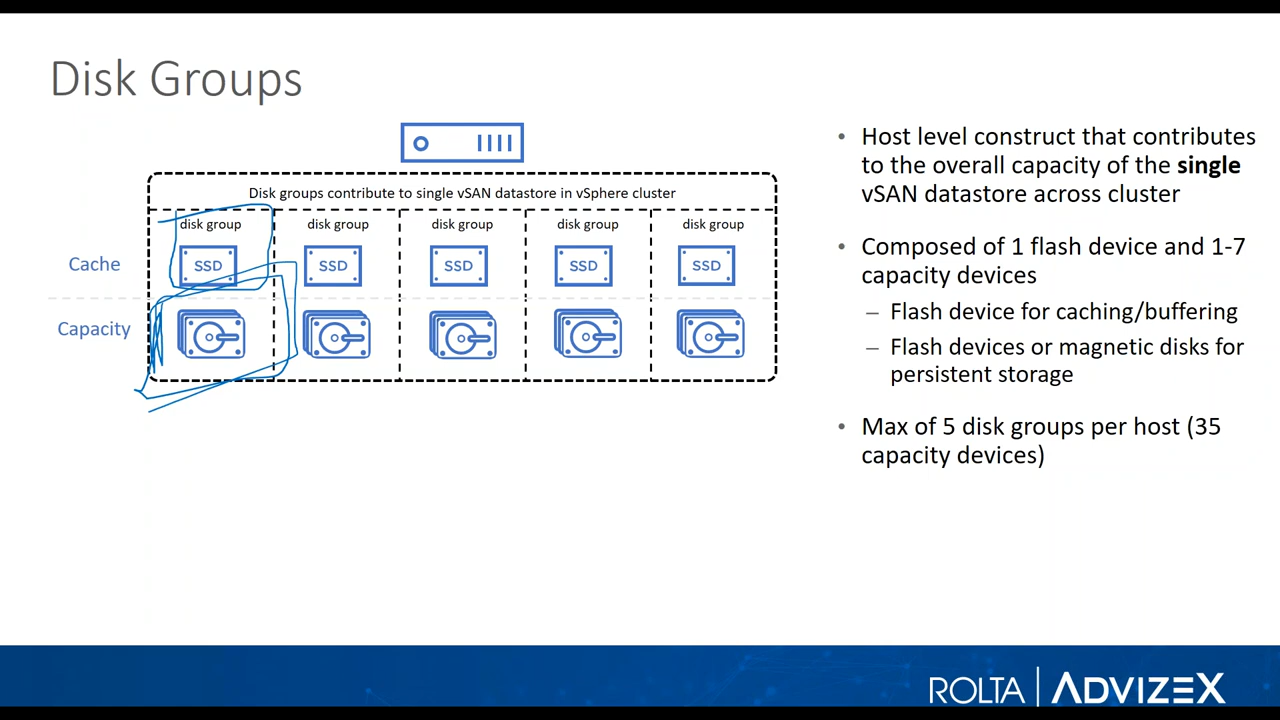 Disk Groups
Disk groups contribute to single vSAN datastore in vSphere cluster
disk group disk group disk group disk group disk group
Cache
SSD SSD SSD SSD SSD
Capacity
• Host level construct that contributes
to the overall capacity of the single
vSAN datastore across cluster
• Composed of 1 flash device and 1-7
capacity devices
– Flash device for caching/buffering
– Flash devices or magnetic disks for
persistent storage
• Max of 5 disk groups per host (35
capacity devices)
ROLTA | ADVIZEX